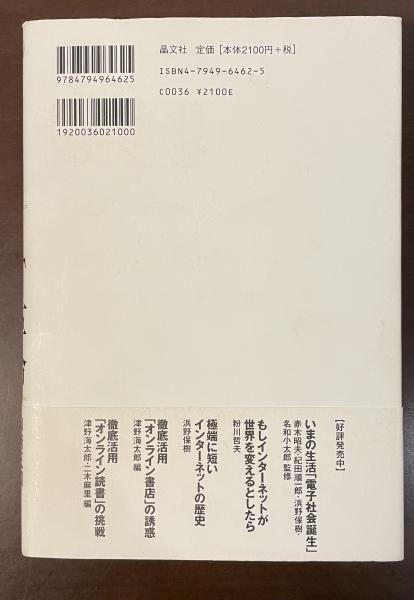 9784794964625
1920036021000
晶文社 定価[本体2100円+税]
ISBN4-7949-6462-5
C0036 ¥2100E
【好評発売中】
いまの生活「電子社会誕生」
赤木昭夫・紀田順一郎・浜野保樹・
名和小太郎 監修
もしインターネットが
世界を変えるとしたら
粉川哲夫
極端に短い
インターネットの歴史
浜野保樹
徹底活用
「オンライン書店」の誘惑
津野海太郎 編
徹底活用
「オンライン読書」の挑戦
津野海太郎・二木麻里 編